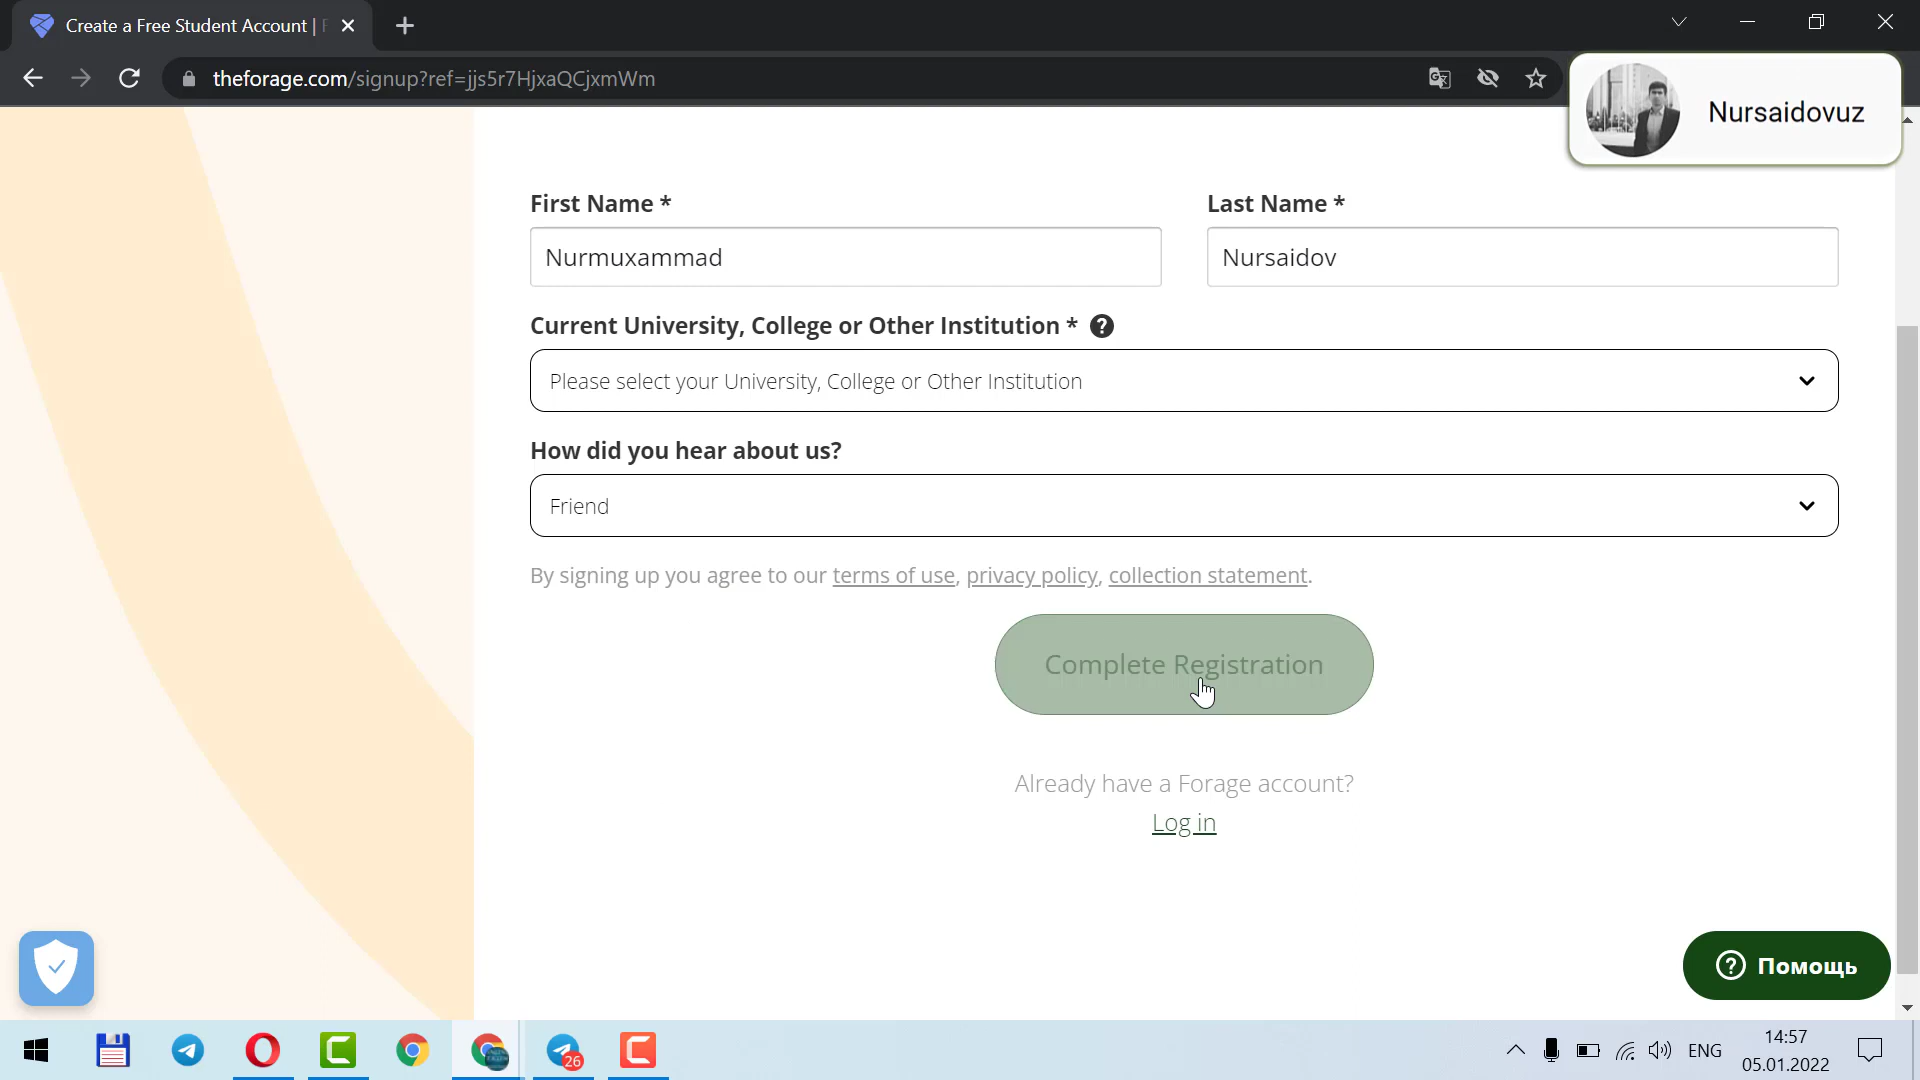 Create a Free Student Account |
theforage.com/signup?ref=jjs5r7HjxaQCjxmWm
Nursaidovuz
First Name *
Last Name *
Nurmuxammad
Nursaidov
Current University, College or Other Institution * ?
Please select your University, College or Other Institution
How did you hear about us?
Friend
By signing up you agree to our terms of use, privacy policy, collection statement.
Complete Registration
Already have a Forage account?
Log in
? Помощь
26
ENG
14:57
05.01.2022